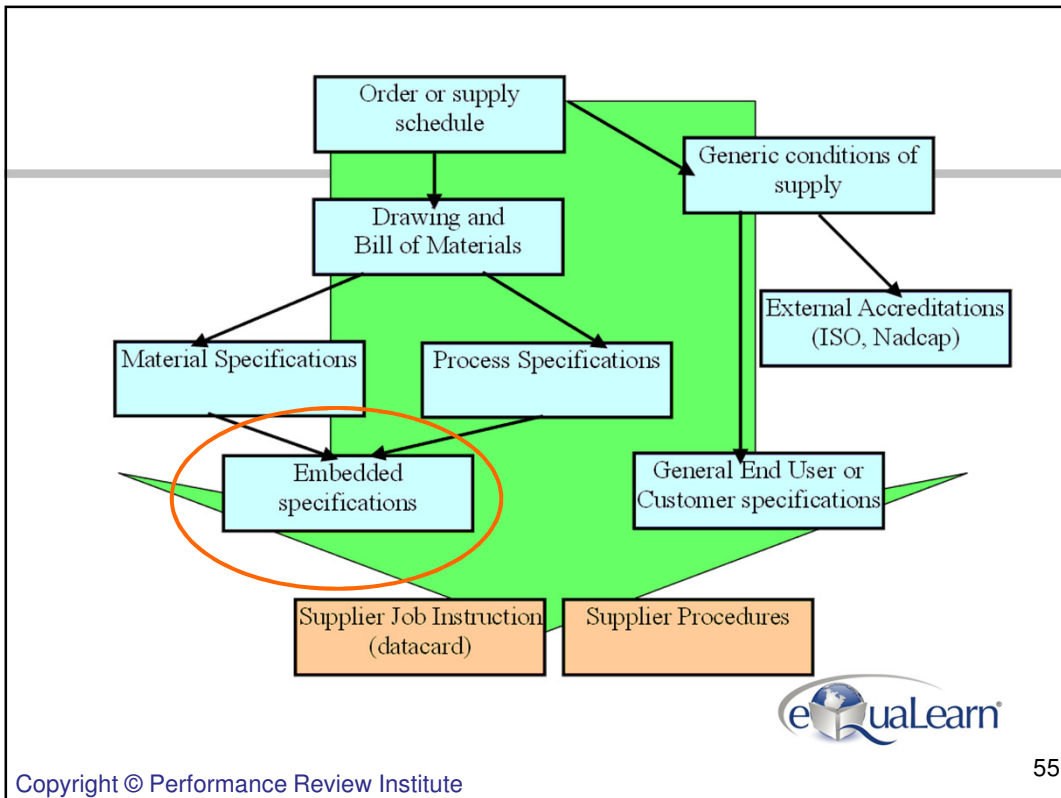 Order or supply
schedule
Generic conditions of
supply
Drawing and
Bill of Materials
External Accreditations
(ISO, Nadcap)
Material Specifications
Process Specifications
Embedded
specifications
General End User or
Customer specifications
Supplier Job Instruction
(datacard)
Supplier Procedures
eQuaLearn®
Copyright © Performance Review Institute
55